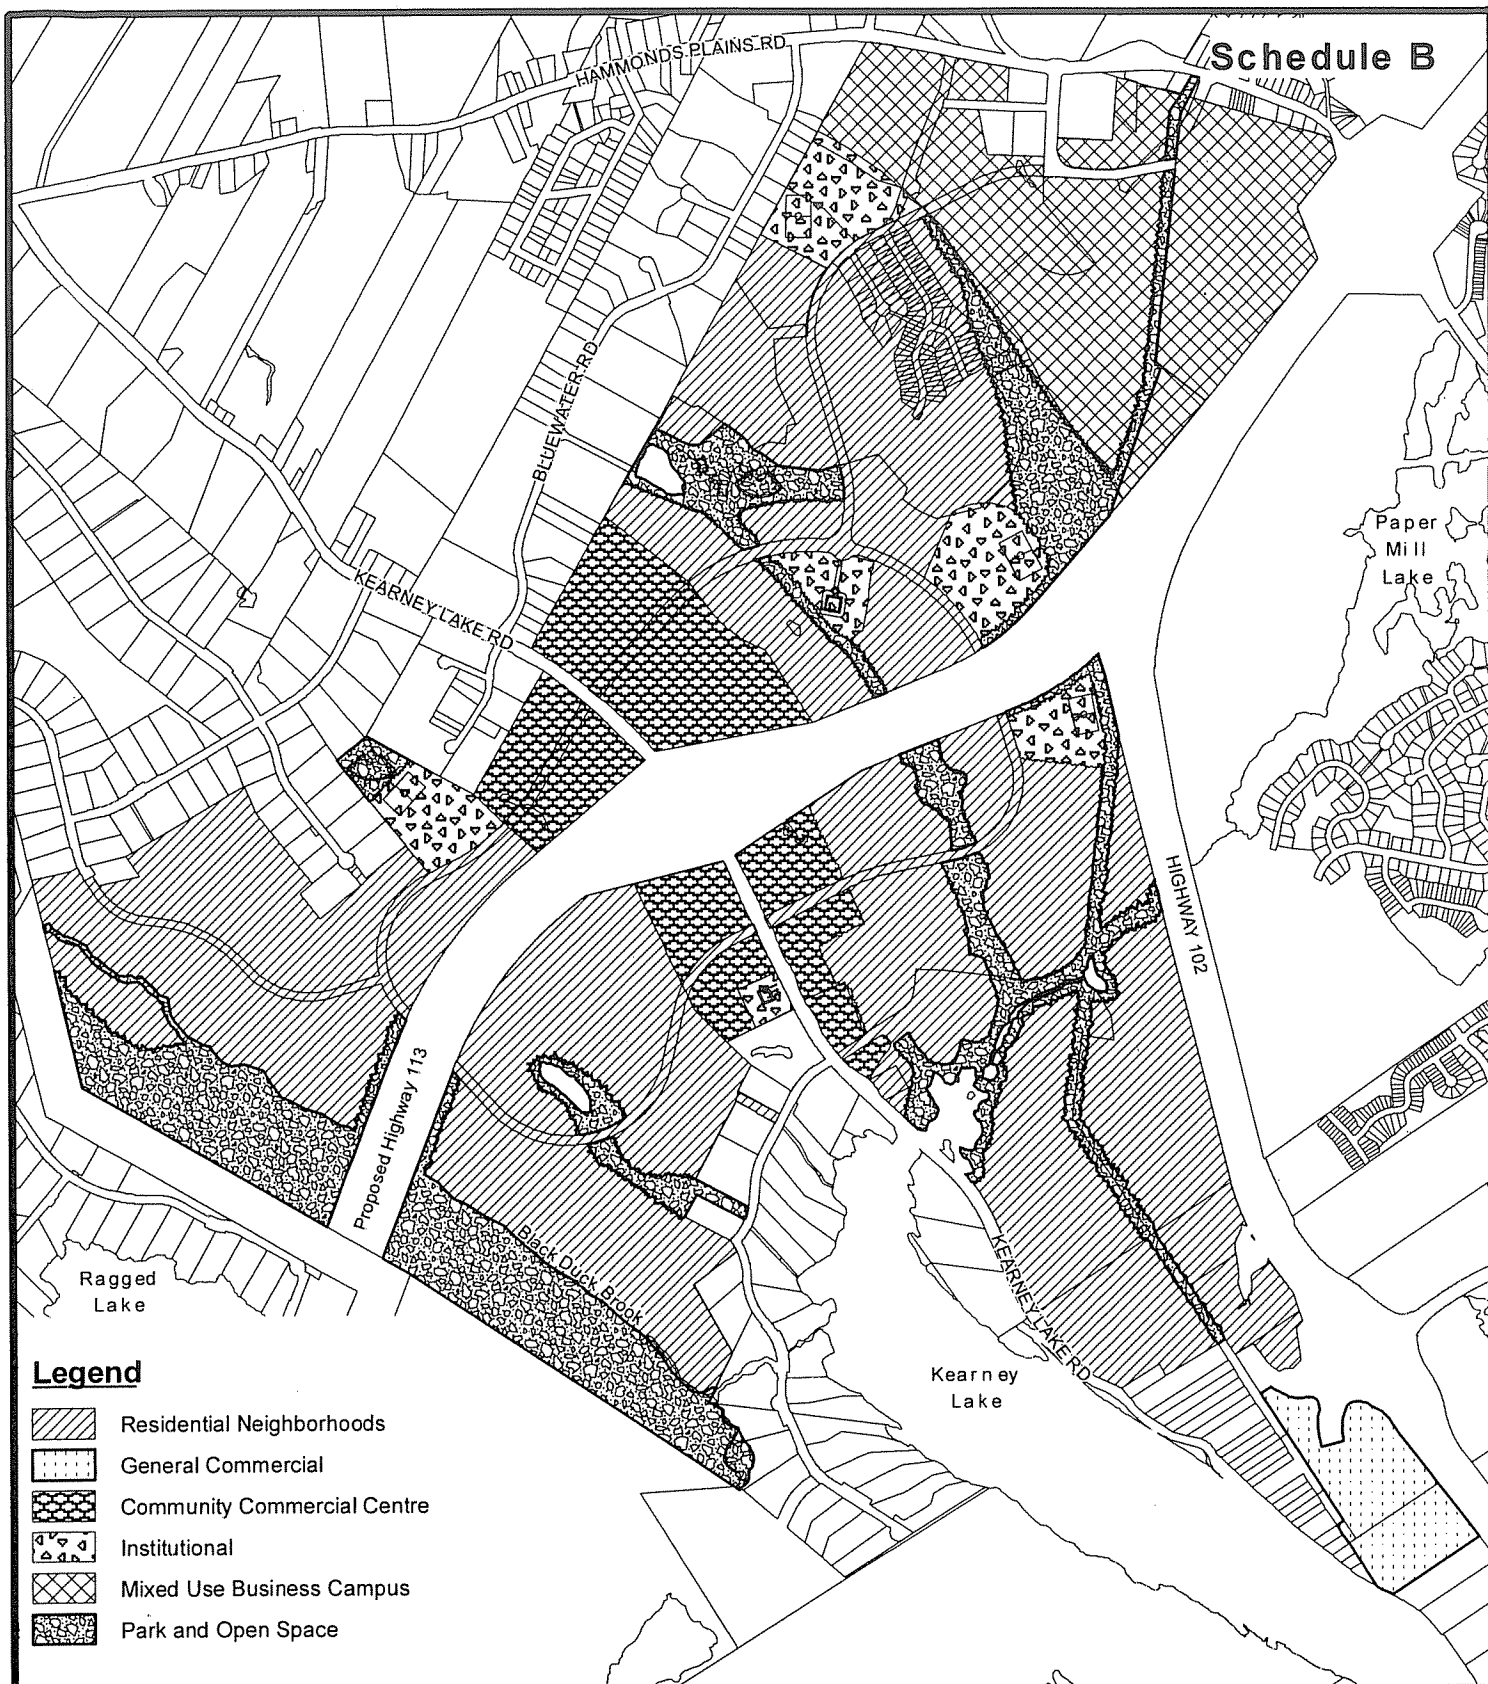 Schedule B
HAMMONDS PLAINS RD
BLUEWATER RD
KEARNEY LAKE RD
Paper
Mill
Lake
HIGHWAY 102
Proposed Highway 113
Black Duck Brook
Ragged
Lake
KEARNEY LAKE RD
Kearney
Lake
Legend
Residential Neighborhoods
General Commercial
Community Commercial Centre
Institutional
Mixed Use Business Campus
Park and Open Space